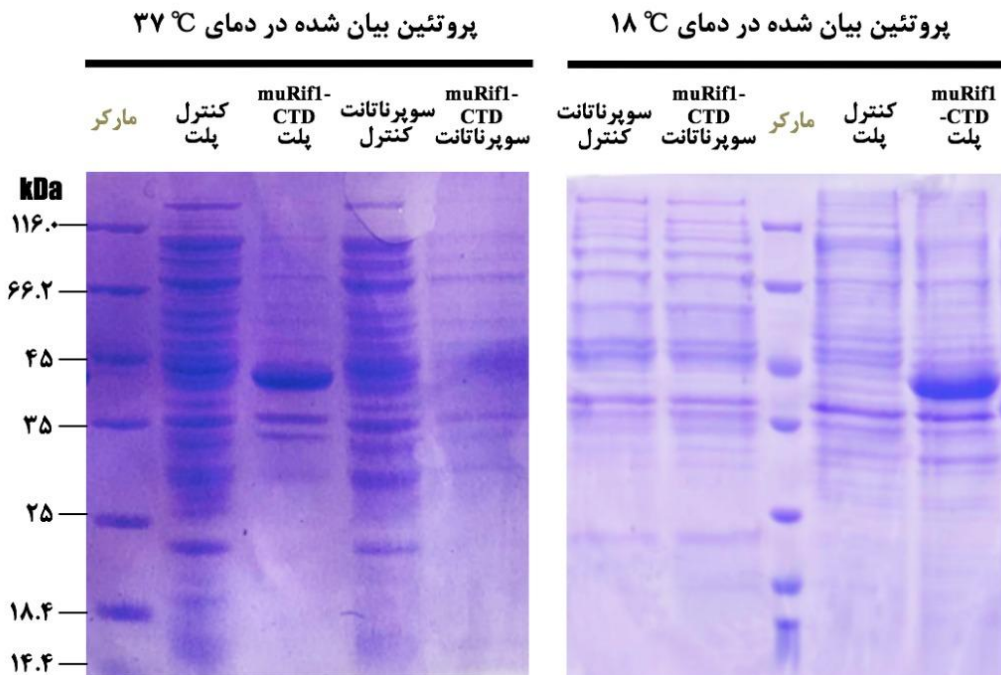 پروتئین بیان شده در دمای ۳۷ ℃
پروتئین بیان شده در دمای ۱۸ ℃
مارکر
کنترل
پلت
muRif1-
CTD
پلت
سوپرناتانت
کنترل
muRif1-
CTD
سوپرناتانت
سوپرناتانت
کنترل
muRif1-
CTD
سوپرناتانت
مارکر
کنترل
پلت
muRif1
-CTD
پلت
kDa
۱۱۶.۰
۶۶.۲
۴۵
۳۵
۲۵
۱۸.۴
۱۴.۴